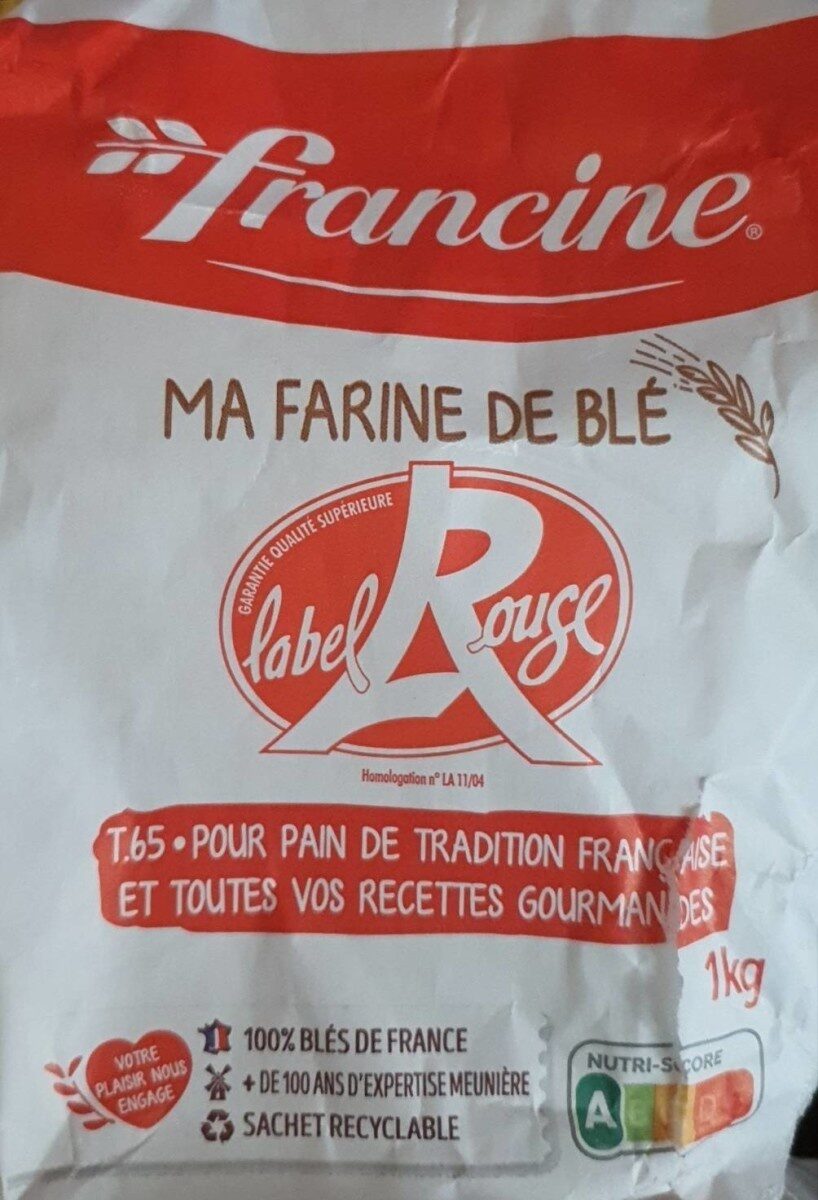 francine®
MA FARINE DE BLÉ
GARANTIE QUALITÉ SUPÉRIEURE
label Rouge
Homologation n° LA 11/04
T.65 • POUR PAIN DE TRADITION FRANÇAISE
ET TOUTES VOS RECETTES GOURMANDES
1kg
VOTRE
PLAISIR NOUS
ENGAGE
100% BLÉS DE FRANCE
+ DE 100 ANS D'EXPERTISE MEUNIÈRE
SACHET RECYCLABLE
NUTRI-SCORE
A